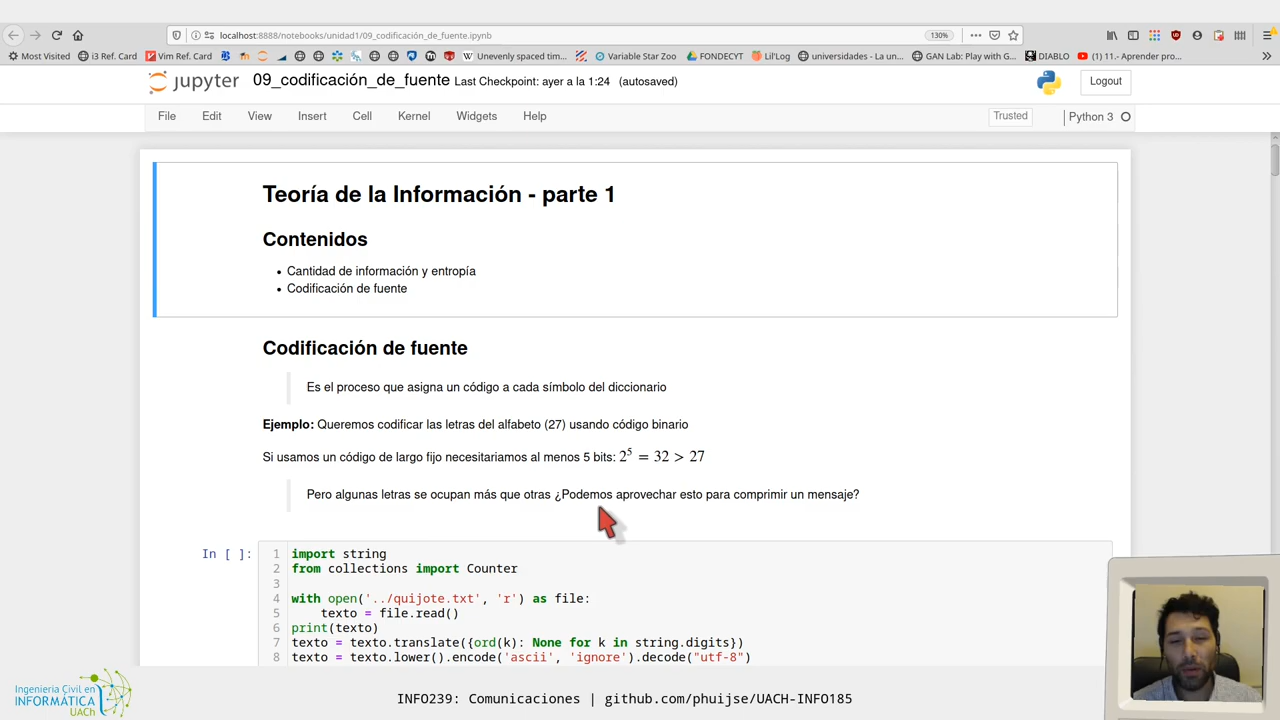 localhost:8888/notebooks/unidad1/09_codificación_de_fuente.ipynb
130%
Most Visited
i3 Ref. Card
Vim Ref. Card
Unevenly spaced tim...
Variable Star Zoo
FONDECYT
Lil'Log
universidades - La un...
GAN Lab: Play with G...
DIABLO
(1) 11.- Aprender pro...
jupyter
09_codificación_de_fuente Last Checkpoint: ayer a la 1:24 (autosaved)
Logout
File Edit View Insert Cell Kernel Widgets Help
Trusted
Python 3
Teoría de la Información - parte 1
Contenidos
• Cantidad de información y entropía
• Codificación de fuente
Codificación de fuente
Es el proceso que asigna un código a cada símbolo del diccionario
Ejemplo: Queremos codificar las letras del alfabeto (27) usando código binario
Si usamos un código de largo fijo necesitariamos al menos 5 bits: 2⁵ = 32 > 27
Pero algunas letras se ocupan más que otras ¿Podemos aprovechar esto para comprimir un mensaje?
In [ ]:
1 import string
2 from collections import Counter
3
4 with open('../quijote.txt', 'r') as file:
5     texto = file.read()
6 print(texto)
7 texto = texto.translate({ord(k): None for k in string.digits})
8 texto = texto.lower().encode('ascii', 'ignore').decode("utf-8")
Ingeniería Civil en
INFORMÁTICA
UACh
INFO239: Comunicaciones | github.com/phuijse/UACH-INFO185